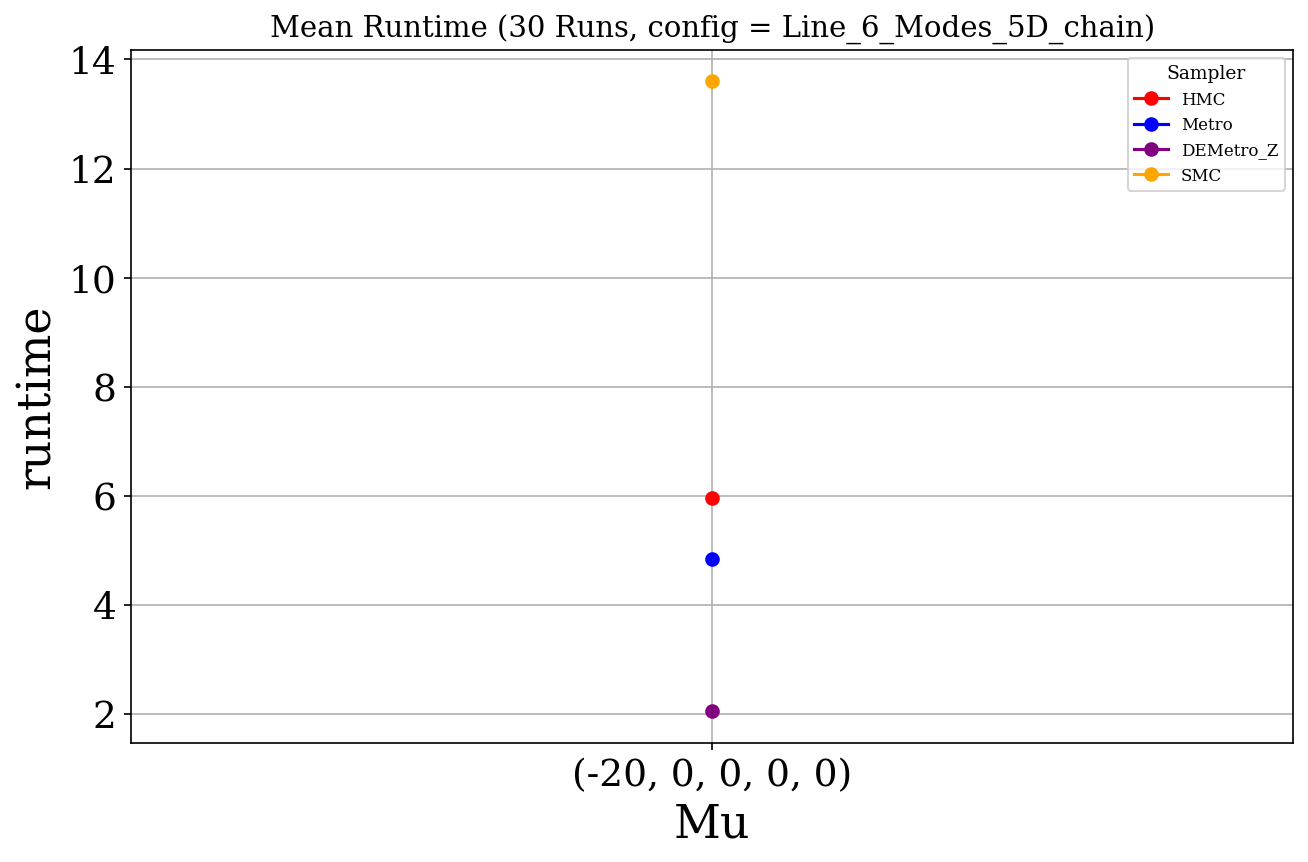 Mean Runtime (30 Runs, config = Line_6_Modes_5D_chain)
14
12
10
8
6
4
2
runtime
Sampler
HMC
Metro
DEMetro_Z
SMC
(-20, 0, 0, 0, 0)
Mu